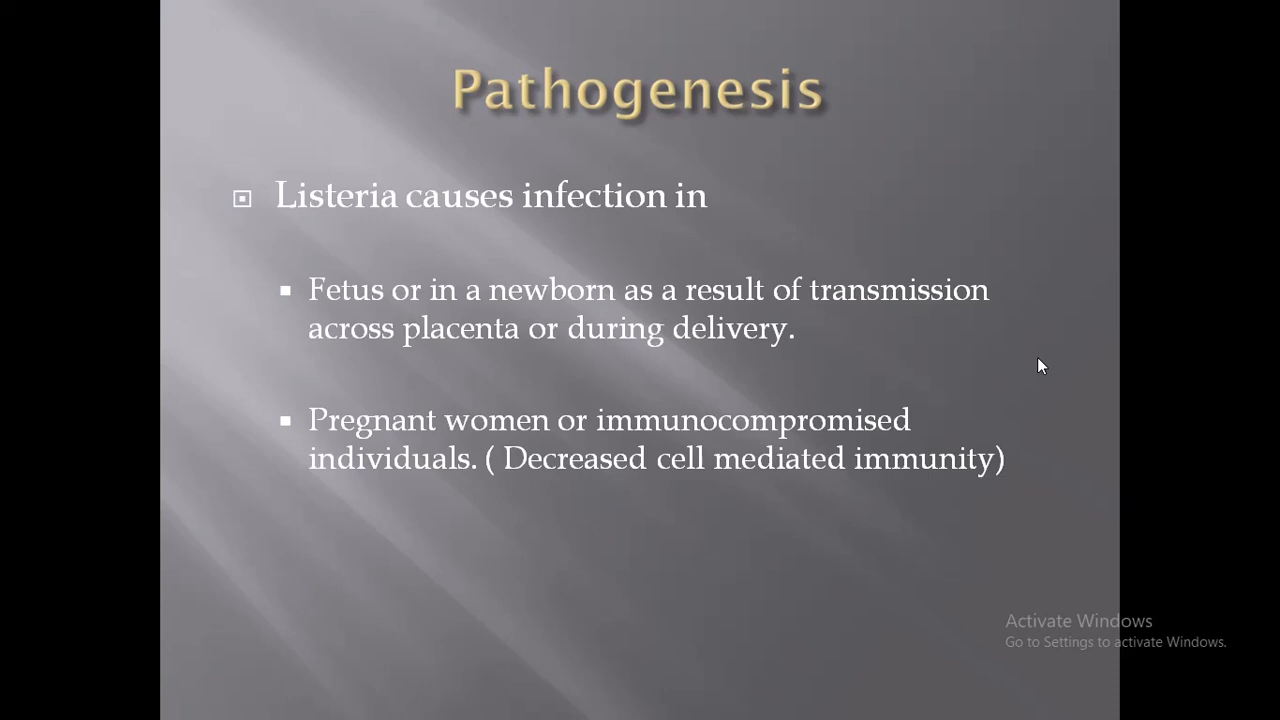 Pathogenesis
Listeria causes infection in
Fetus or in a newborn as a result of transmission
across placenta or during delivery.
Pregnant women or immunocompromised
individuals. ( Decreased cell mediated immunity)
Activate Windows
Go to Settings to activate Windows.